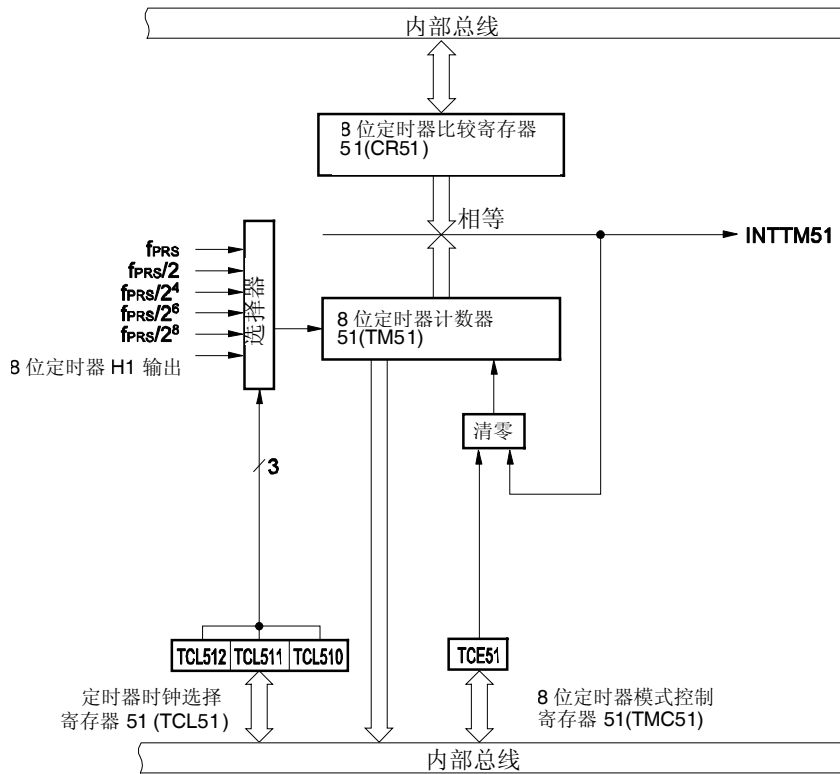 内部总线
8 位定时器比较寄存器
51(CR51)
相等
INTTM51
fPRS
fPRS/2
fPRS/2⁴
fPRS/2⁶
fPRS/2⁸
8 位定时器 H1 输出
选择器
8 位定时器计数器
51(TM51)
清零
3
TCL512 TCL511 TCL510
TCE51
定时器时钟选择
寄存器 51 (TCL51)
8 位定时器模式控制
寄存器 51(TMC51)
内部总线